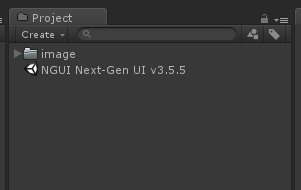 Project
Create
image
NGUI Next-Gen UI v3.5.5